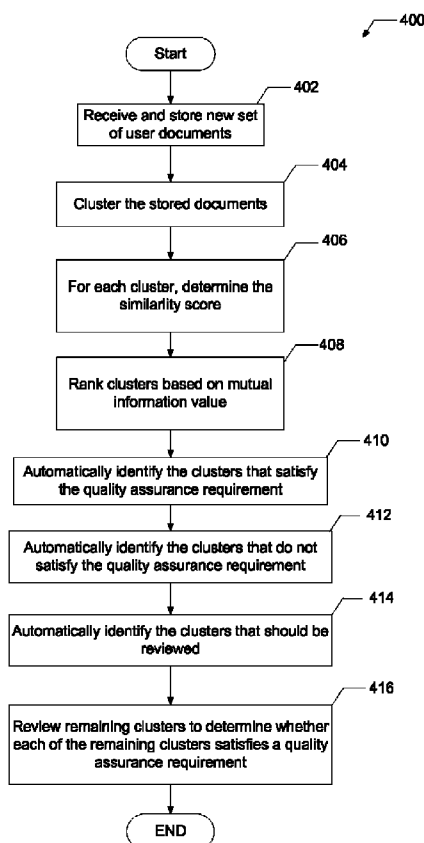 400
Start
402
Receive and store new set
of user documents
404
Cluster the stored documents
406
For each cluster, determine the
similarity score
408
Rank clusters based on mutual
information value
410
Automatically identify the clusters that satisfy
the quality assurance requirement
412
Automatically identify the clusters that do not
satisfy the quality assurance requirement
414
Automatically identify the clusters that should be
reviewed
416
Review remaining clusters to determine whether
each of the remaining clusters satisfies a quality
assurance requirement
END